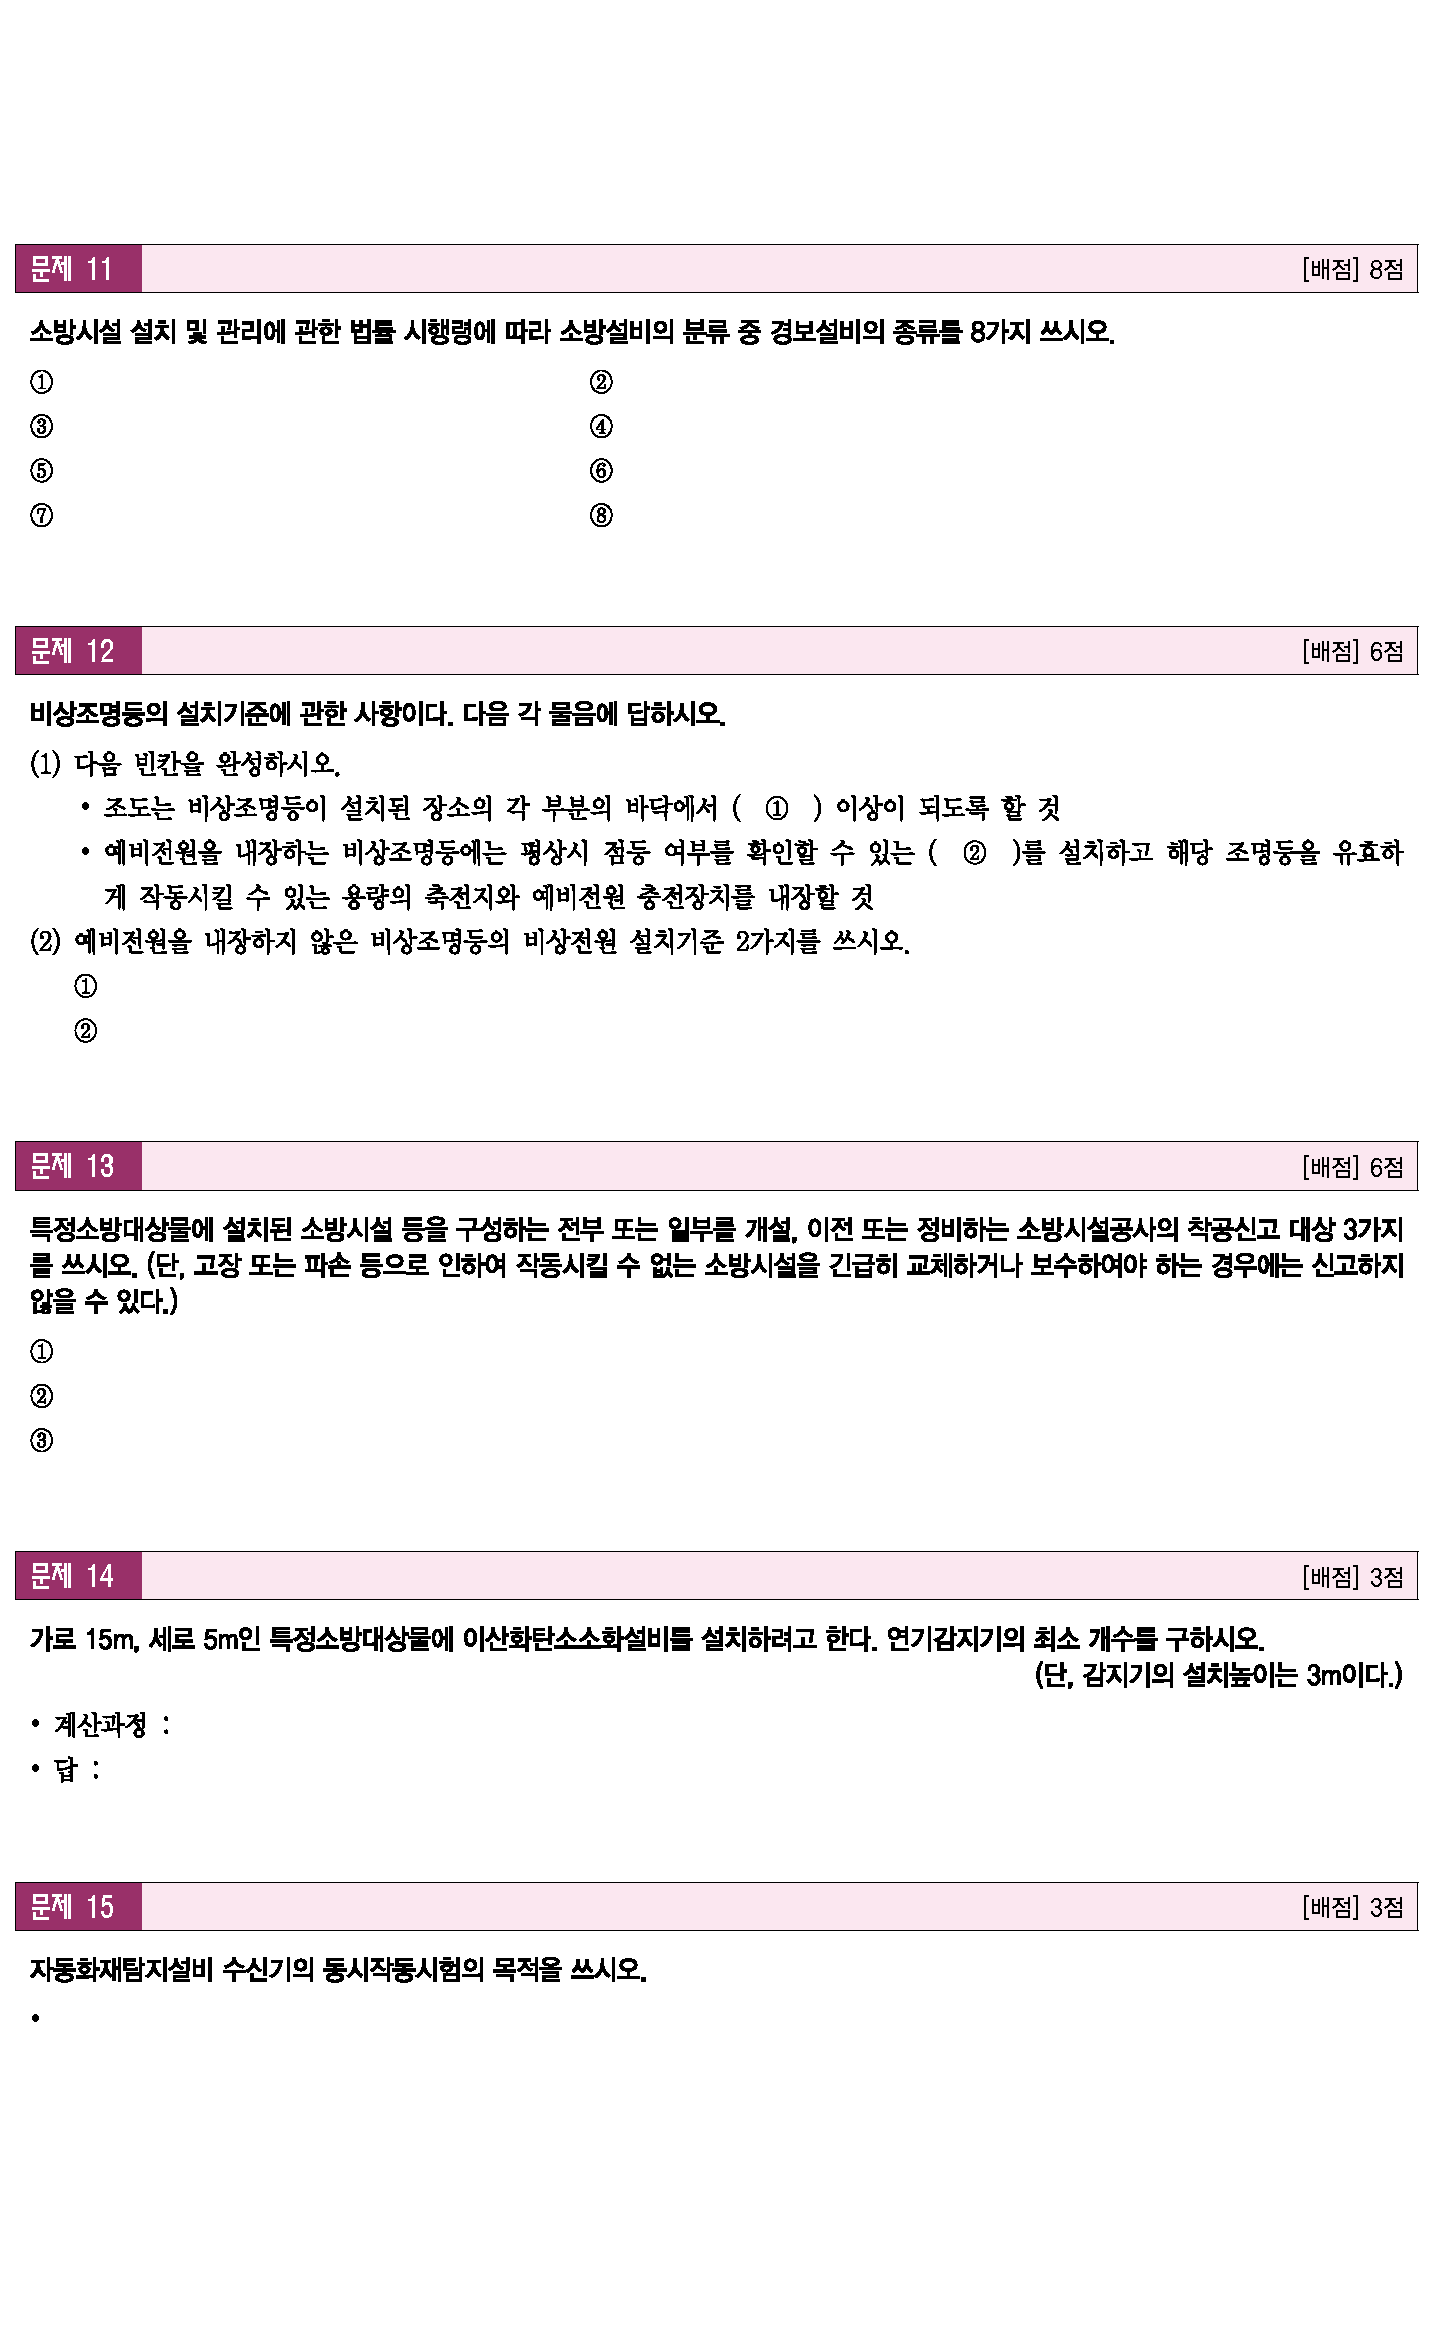 문제 11 [배점] 8점
소방시설 설치 및 관리에 관한 법률 시행령에 따라 소방설비의 분류 중 경보설비의 종류를 8가지 쓰시오.
① ②
③ ④
⑤ ⑥
⑦ ⑧
문제 12 [배점] 6점
비상조명등의 설치기준에 관한 사항이다. 다음 각 물음에 답하시오.
(1) 다음 빈칸을 완성하시오.
• 조도는 비상조명등이 설치된 장소의 각 부분의 바닥에서 ( ① ) 이상이 되도록 할 것
• 예비전원을 내장하는 비상조명등에는 평상시 점등 여부를 확인할 수 있는 ( ② )를 설치하고 해당 조명등을 유효하
게 작동시킬 수 있는 용량의 축전지와 예비전원 충전장치를 내장할 것
(2) 예비전원을 내장하지 않은 비상조명등의 비상전원 설치기준 2가지를 쓰시오.
①
②
문제 13 [배점] 6점
특정소방대상물에 설치된 소방시설 등을 구성하는 전부 또는 일부를 개설, 이전 또는 정비하는 소방시설공사의 착공신고 대상 3가지
를 쓰시오. (단, 고장 또는 파손 등으로 인하여 작동시킬 수 없는 소방시설을 긴급히 교체하거나 보수하여야 하는 경우에는 신고하지
않을 수 있다.)
①
②
③
문제 14 [배점] 3점
가로 15m, 세로 5m인 특정소방대상물에 이산화탄소소화설비를 설치하려고 한다. 연기감지기의 최소 개수를 구하시오.
(단, 감지기의 설치높이는 3m이다.)
• 계산과정 :
• 답 :
문제 15 [배점] 3점
자동화재탐지설비 수신기의 동시작동시험의 목적을 쓰시오.
•